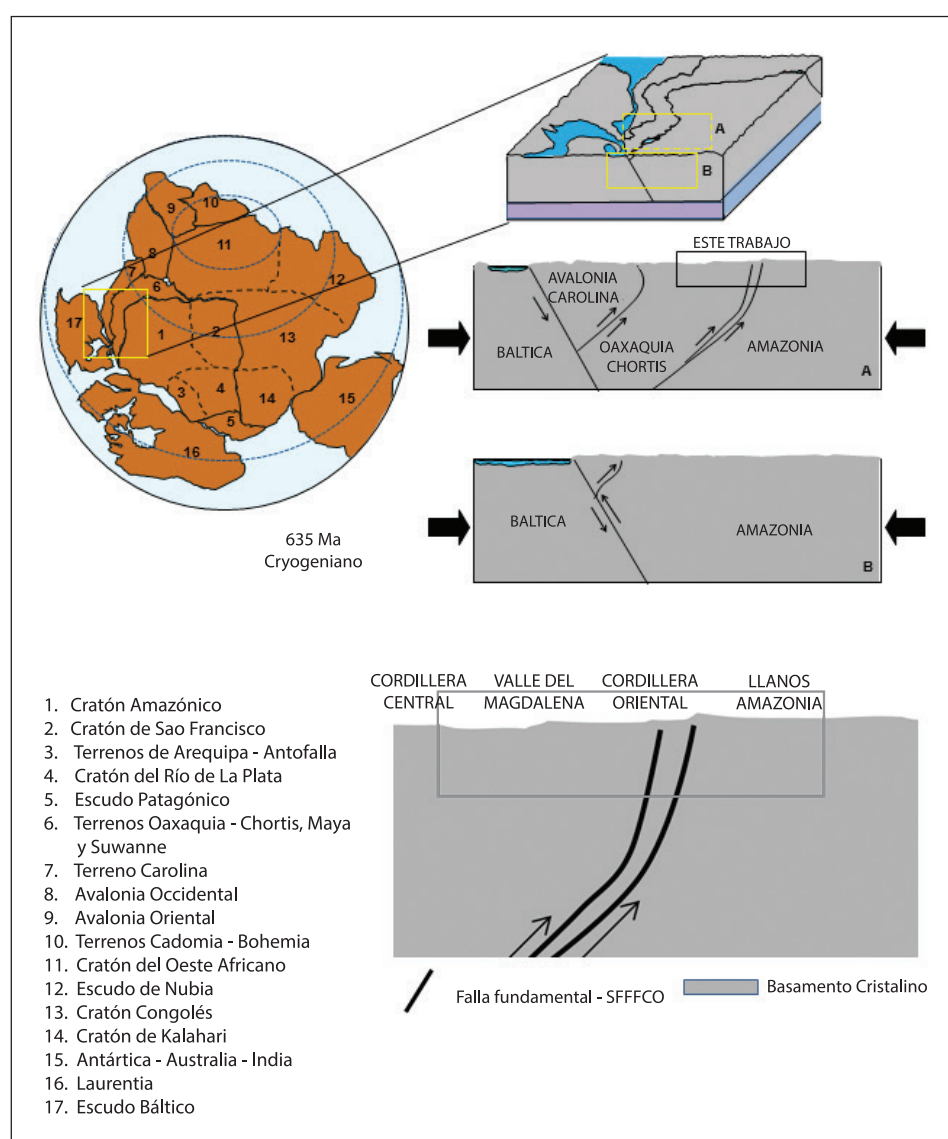 9
10
11
8
7
12
6
17
1
2
13
3
4
14
15
5
16
635 Ma
Cryogeniano
A
B
ESTE TRABAJO
AVALONIA
CAROLINA
BALTICA
OAXAQUIA
CHORTIS
AMAZONIA
A
BALTICA
AMAZONIA
B
CORDILLERA
CENTRAL
VALLE DEL
MAGDALENA
CORDILLERA
ORIENTAL
LLANOS
AMAZONIA
Falla fundamental - SFFFCO
Basamento Cristalino
1. Cratón Amazónico
2. Cratón de Sao Francisco
3. Terrenos de Arequipa - Antofalla
4. Cratón del Río de La Plata
5. Escudo Patagónico
6. Terrenos Oaxaquia - Chortis, Maya
y Suwanne
7. Terreno Carolina
8. Avalonia Occidental
9. Avalonia Oriental
10. Terrenos Cadomia - Bohemia
11. Cratón del Oeste Africano
12. Escudo de Nubia
13. Cratón Congolés
14. Cratón de Kalahari
15. Antártica - Australia - India
16. Laurentia
17. Escudo Báltico